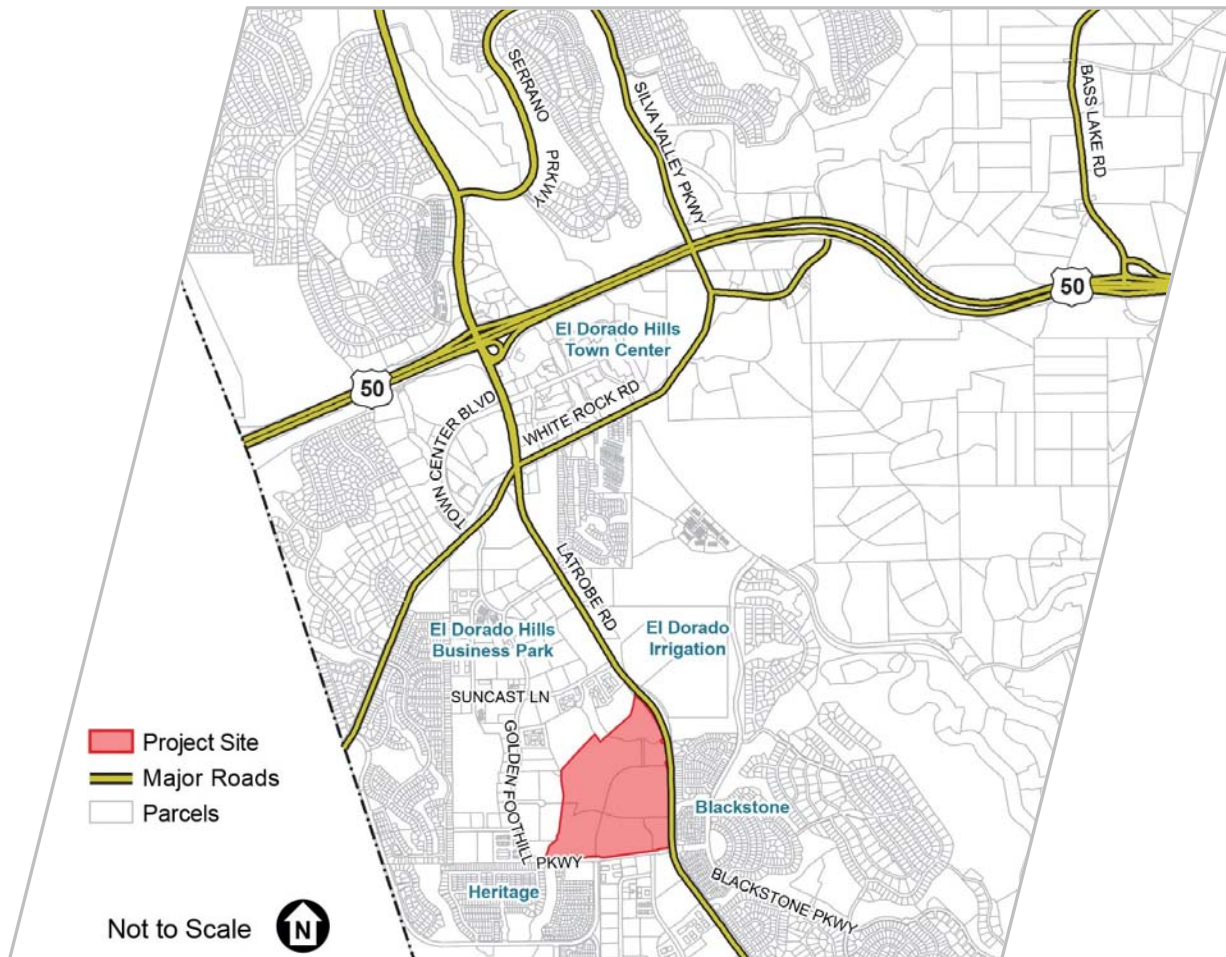 SERRANO
PRKWY
SILVA VALLEY PKWY
BASS LAKE RD
50
50
El Dorado Hills
Town Center
TOWN CENTER BLVD
WHITE ROCK RD
LATROBE RD
El Dorado Hills
Business Park
El Dorado
Irrigation
SUNCAST LN
GOLDEN FOOTHILL
PKWY
Blackstone
BLACKSTONE PKWY
Heritage
Project Site
Major Roads
Parcels
Not to Scale
N